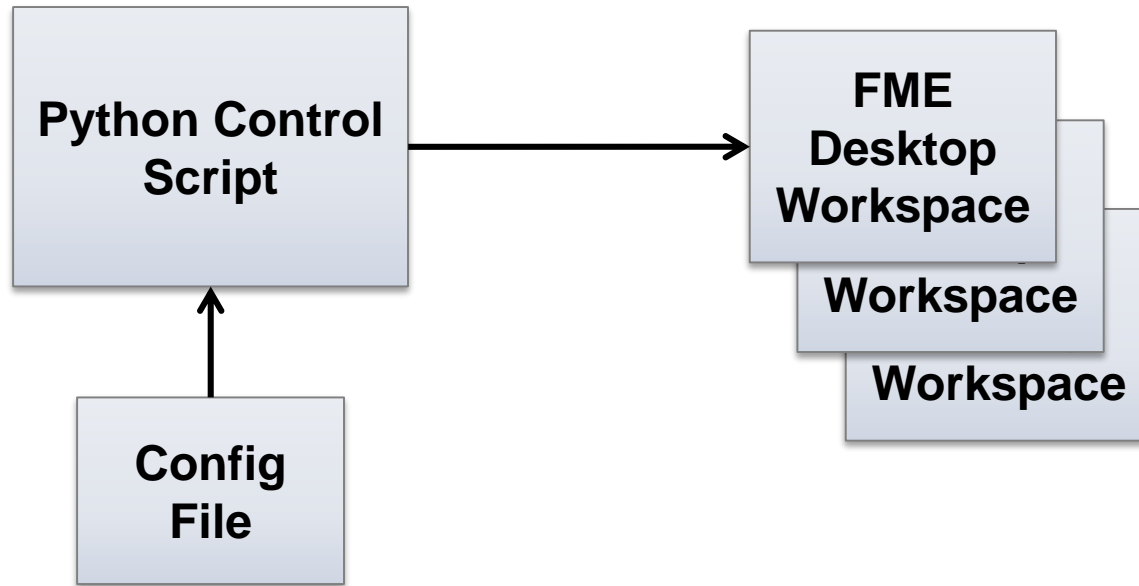 Python Control
Script
FME
Desktop
Workspace
Workspace
Workspace
Config
File